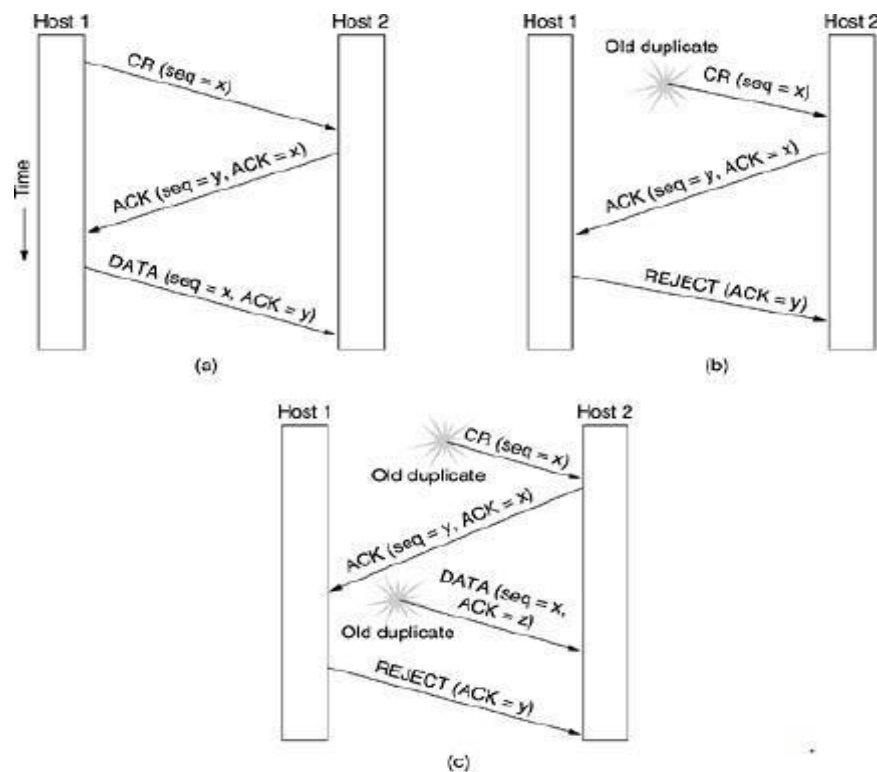 Host 1
Host 2
CR (seq = x)
ACK (seq = y, ACK = x)
DATA (seq = x, ACK = y)
Time
(a)
Host 1
Host 2
Old duplicate
CR (seq = x)
ACK (seq = y, ACK = x)
REJECT (ACK = y)
(b)
Host 1
Host 2
CR (seq = x)
Old duplicate
ACK (seq = y, ACK = x)
DATA (seq = x,
ACK = z)
Old duplicate
REJECT (ACK = y)
(c)